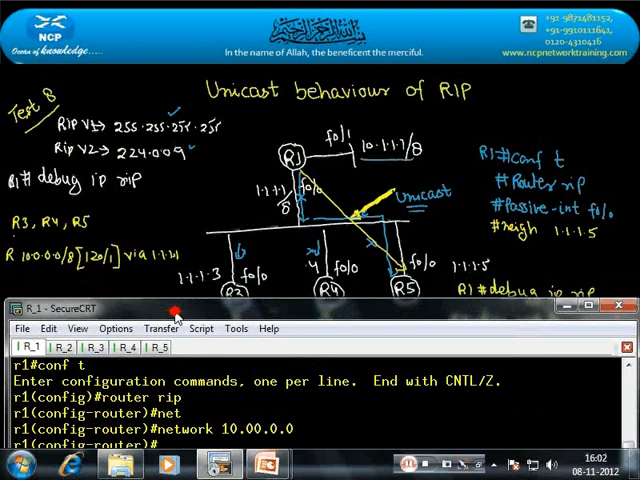 NCP
Ocean of knowledge..
In the name of Allah, the beneficent the merciful.
+91-9871481152,
+91-9910111641,
0120-4310416
www.ncpnetworktraining.com
Unicast behaviour of RIP
Test 8
RIP V1→ 255.255.255.255
Rip V2→ 224.0.0.9
R1 # debug ip rip
R3, R4, R5
R 10.0.0.0/8 [120/1] via 1.1.1.1
R1
f0/1
10.1.1.1/8
f0/0
1.1.1.1
/8
Unicast
R1#conf t
#Router rip
#Passive-int f0/0
#neigh 1.1.1.5
1.1.1.3
f0/0
.4
f0/0
f0/0
1.1.1.5
R3
R4
R5
R1# debug ip rip
R_1 - SecureCRT
File Edit View Options Transfer Script Tools Help
R_1 R_2 R_3 R_4 R_5
r1#conf t
Enter configuration commands, one per line. End with CNTL/Z.
r1(config)#router rip
r1(config-router)#net
r1(config-router)#network 10.00.0.0
r1(config-router)#
16:02
08-11-2012